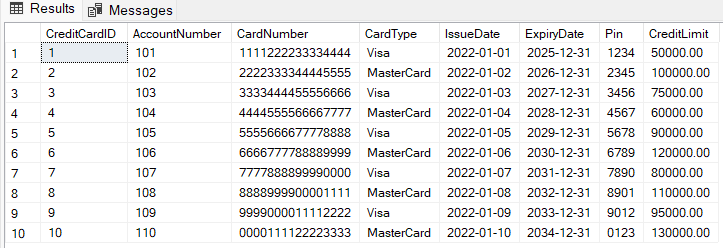 Results Messages
CreditCardID AccountNumber CardNumber CardType IssueDate ExpiryDate Pin CreditLimit
1 1 101 1111222233334444 Visa 2022-01-01 2025-12-31 1234 50000.00
2 2 102 2222333344445555 MasterCard 2022-01-02 2026-12-31 2345 100000.00
3 3 103 3333444455556666 Visa 2022-01-03 2027-12-31 3456 75000.00
4 4 104 4444555566667777 MasterCard 2022-01-04 2028-12-31 4567 60000.00
5 5 105 5555666677778888 Visa 2022-01-05 2029-12-31 5678 90000.00
6 6 106 6666777788889999 MasterCard 2022-01-06 2030-12-31 6789 120000.00
7 7 107 7777888899990000 Visa 2022-01-07 2031-12-31 7890 80000.00
8 8 108 8888999900001111 MasterCard 2022-01-08 2032-12-31 8901 110000.00
9 9 109 9999000011112222 Visa 2022-01-09 2033-12-31 9012 95000.00
10 10 110 0000111122223333 MasterCard 2022-01-10 2034-12-31 0123 130000.00